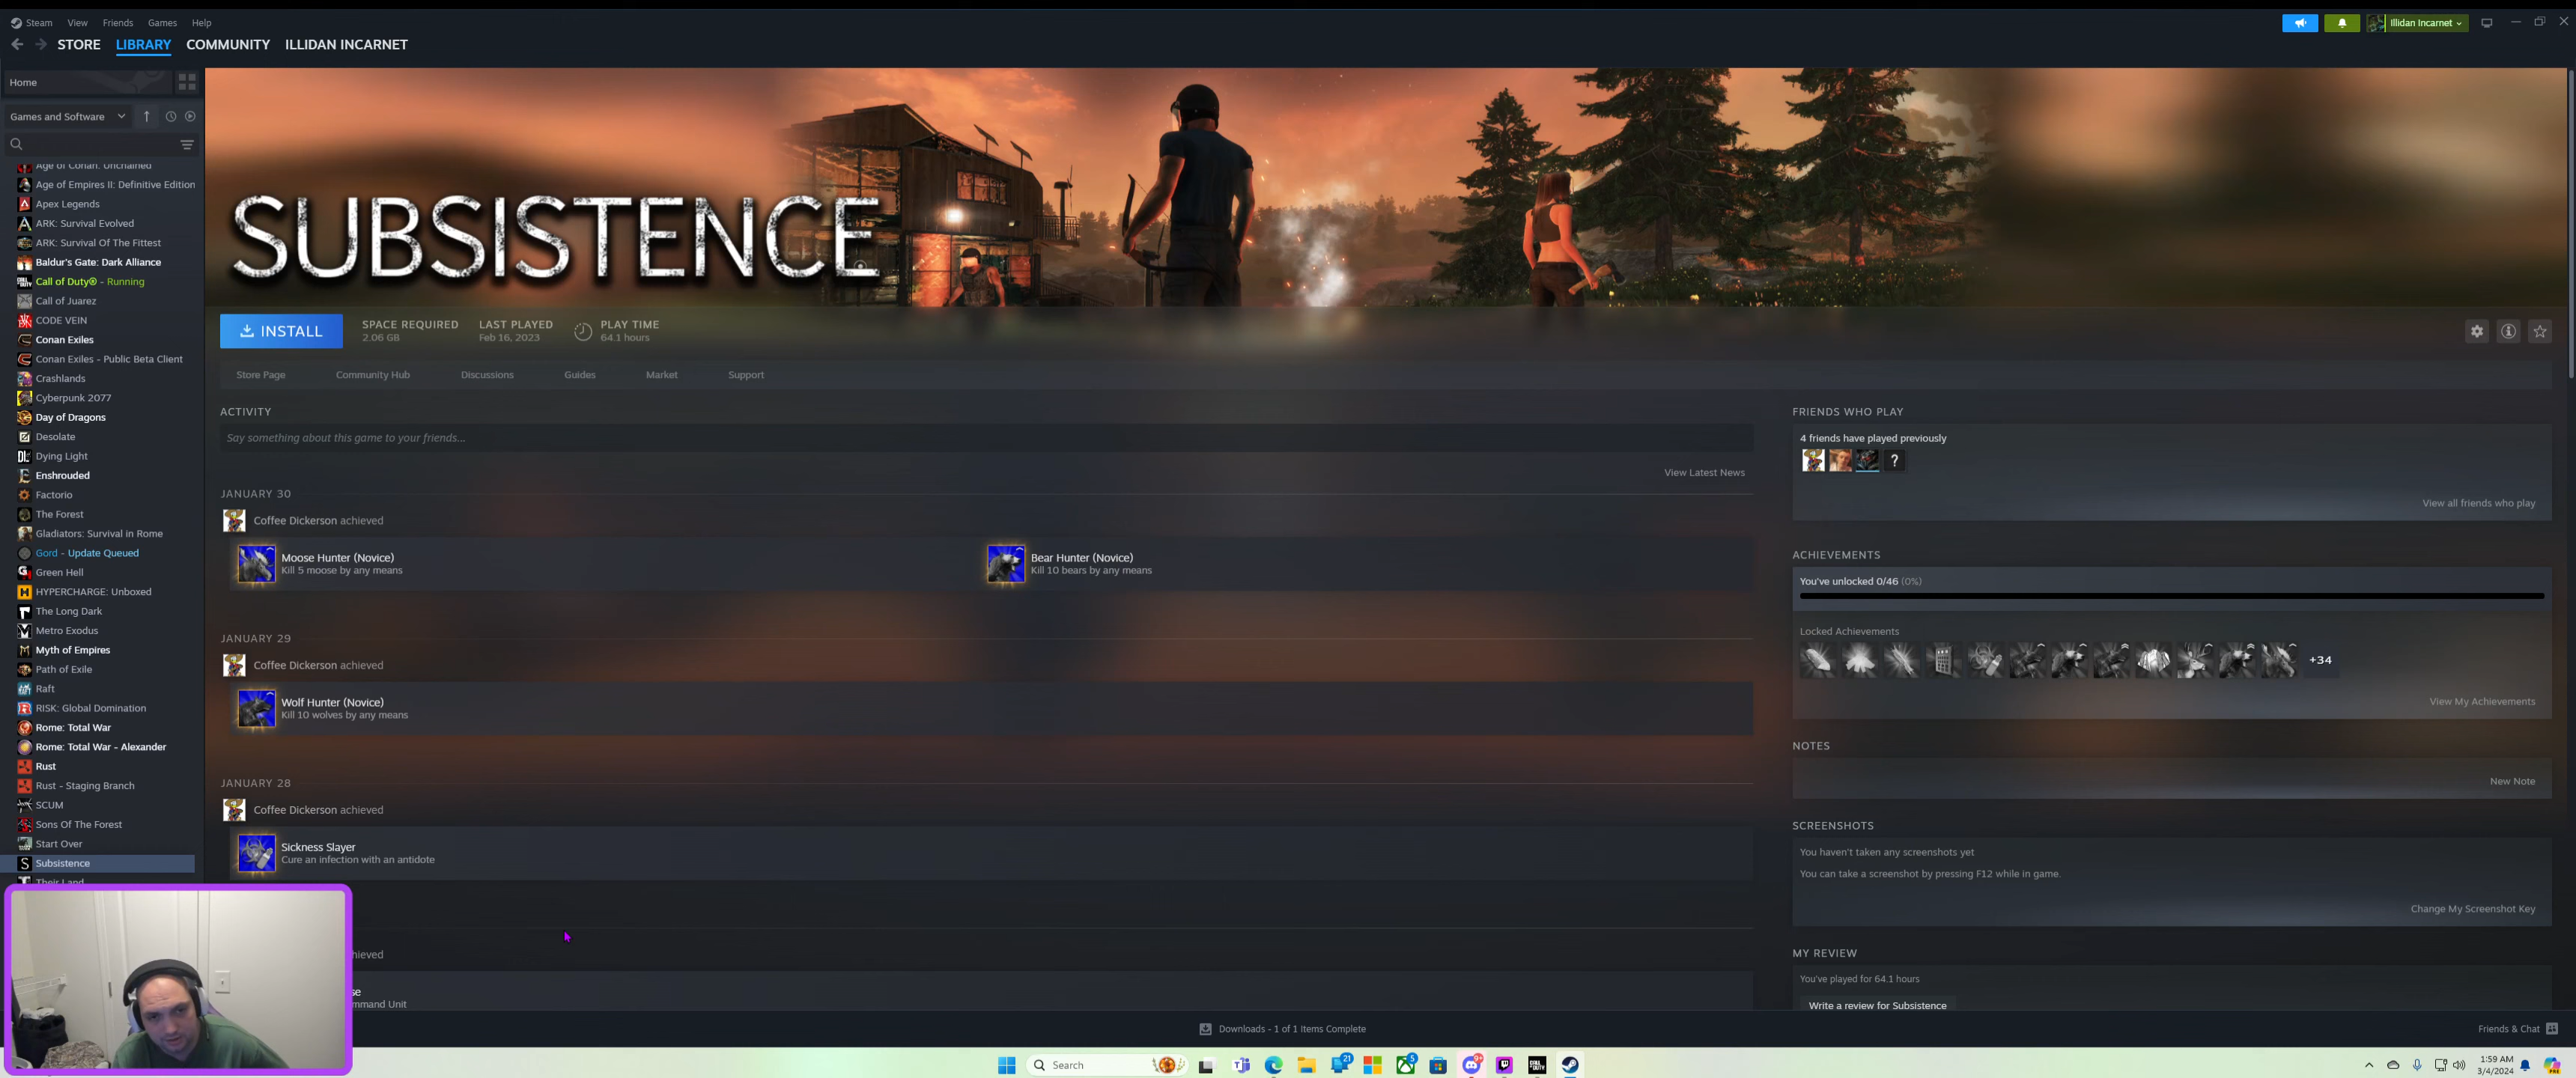 Steam View Friends Games Help
Illidan Incarnet
STORE LIBRARY COMMUNITY ILLIDAN INCARNET
Home
Games and Software
Age of Conan: Unchained
Age of Empires II: Definitive Edition
Apex Legends
ARK: Survival Evolved
ARK: Survival Of The Fittest
Baldur's Gate: Dark Alliance
Call of Duty® - Running
Call of Juarez
CODE VEIN
Conan Exiles
Conan Exiles - Public Beta Client
Crashlands
Cyberpunk 2077
Day of Dragons
Desolate
Dying Light
Enshrouded
Factorio
The Forest
Gladiators: Survival in Rome
Gord - Update Queued
Green Hell
HYPERCHARGE: Unboxed
The Long Dark
Metro Exodus
Myth of Empires
Path of Exile
Raft
RISK: Global Domination
Rome: Total War
Rome: Total War - Alexander
Rust
Rust - Staging Branch
SCUM
Sons Of The Forest
Start Over
Subsistence
Their Land
SUBSISTENCE
INSTALL
SPACE REQUIRED
2.06 GB
LAST PLAYED
Feb 16, 2023
PLAY TIME
64.1 hours
Store Page Community Hub Discussions Guides Market Support
ACTIVITY
Say something about this game to your friends...
View Latest News
JANUARY 30
Coffee Dickerson achieved
Moose Hunter (Novice)
Kill 5 moose by any means
Bear Hunter (Novice)
Kill 10 bears by any means
JANUARY 29
Coffee Dickerson achieved
Wolf Hunter (Novice)
Kill 10 wolves by any means
JANUARY 28
Coffee Dickerson achieved
Sickness Slayer
Cure an infection with an antidote
hieved
se
mmand Unit
FRIENDS WHO PLAY
4 friends have played previously
?
View all friends who play
ACHIEVEMENTS
You've unlocked 0/46 (0%)
Locked Achievements
+34
View My Achievements
NOTES
New Note
SCREENSHOTS
You haven't taken any screenshots yet
You can take a screenshot by pressing F12 while in game.
Change My Screenshot Key
MY REVIEW
You've played for 64.1 hours
Write a review for Subsistence
Downloads - 1 of 1 Items Complete
Friends & Chat
Search
21
5
9+
1:59 AM
3/4/2024
PRE